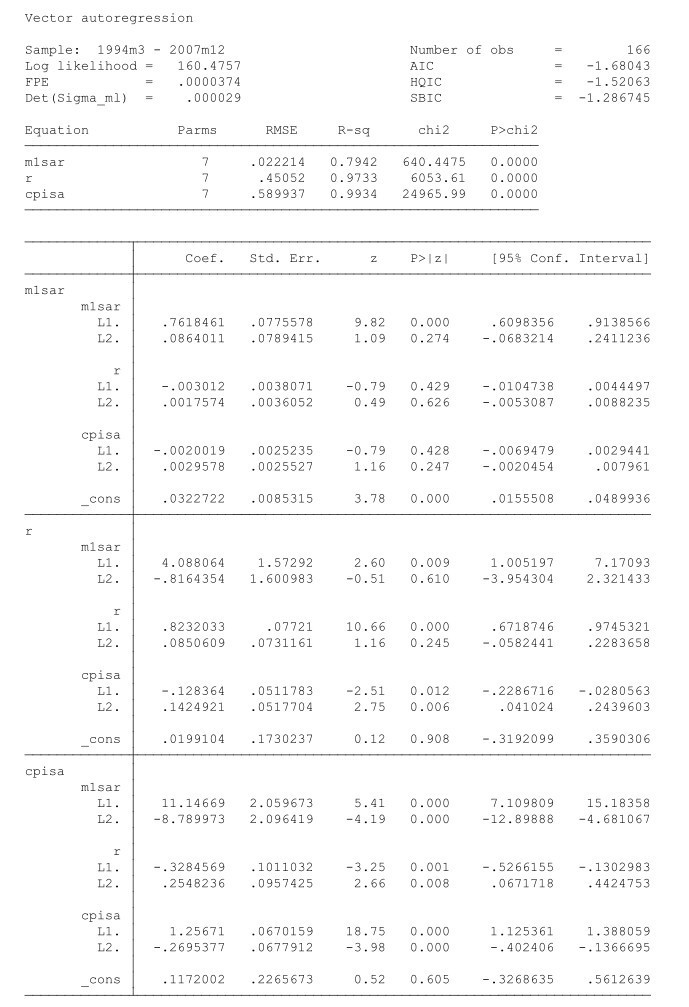 Vector autoregression
Sample: 1994m3 - 2007m12 Number of obs = 166
Log likelihood = 160.4757 AIC = -1.68043
FPE = .0000374 HQIC = -1.52063
Det(Sigma_ml) = .000029 SBIC = -1.286745
Equation Parms RMSE R-sq chi2 P>chi2
m1sar 7 .022214 0.7942 640.4475 0.0000
r 7 .45052 0.9733 6053.61 0.0000
cpisa 7 .589937 0.9934 24965.99 0.0000
Coef. Std. Err. z P>|z| [95% Conf. Interval]
m1sar
m1sar
L1. .7618461 .0775578 9.82 0.000 .6098356 .9138566
L2. .0864011 .0789415 1.09 0.274 -.0683214 .2411236
r
L1. -.003012 .0038071 -0.79 0.429 -.0104738 .0044497
L2. .0017574 .0036052 0.49 0.626 -.0053087 .0088235
cpisa
L1. -.0020019 .0025235 -0.79 0.428 -.0069479 .0029441
L2. .0029578 .0025527 1.16 0.247 -.0020454 .007961
_cons .0322722 .0085315 3.78 0.000 .0155508 .0489936
r
m1sar
L1. 4.088064 1.57292 2.60 0.009 1.005197 7.17093
L2. -.8164354 1.600983 -0.51 0.610 -3.954304 2.321433
r
L1. .8232033 .07721 10.66 0.000 .6718746 .9745321
L2. .0850609 .0731161 1.16 0.245 -.0582441 .2283658
cpisa
L1. -.128364 .0511783 -2.51 0.012 -.2286716 -.0280563
L2. .1424921 .0517704 2.75 0.006 .041024 .2439603
_cons .0199104 .1730237 0.12 0.908 -.3192099 .3590306
cpisa
m1sar
L1. 11.14669 2.059673 5.41 0.000 7.109809 15.18358
L2. -8.789973 2.096419 -4.19 0.000 -12.89888 -4.681067
r
L1. -.3284569 .1011032 -3.25 0.001 -.5266155 -.1302983
L2. .2548236 .0957425 2.66 0.008 .0671718 .4424753
cpisa
L1. 1.25671 .0670159 18.75 0.000 1.125361 1.388059
L2. -.2695377 .0677912 -3.98 0.000 -.402406 -.1366695
_cons .1172002 .2265673 0.52 0.605 -.3268635 .5612639